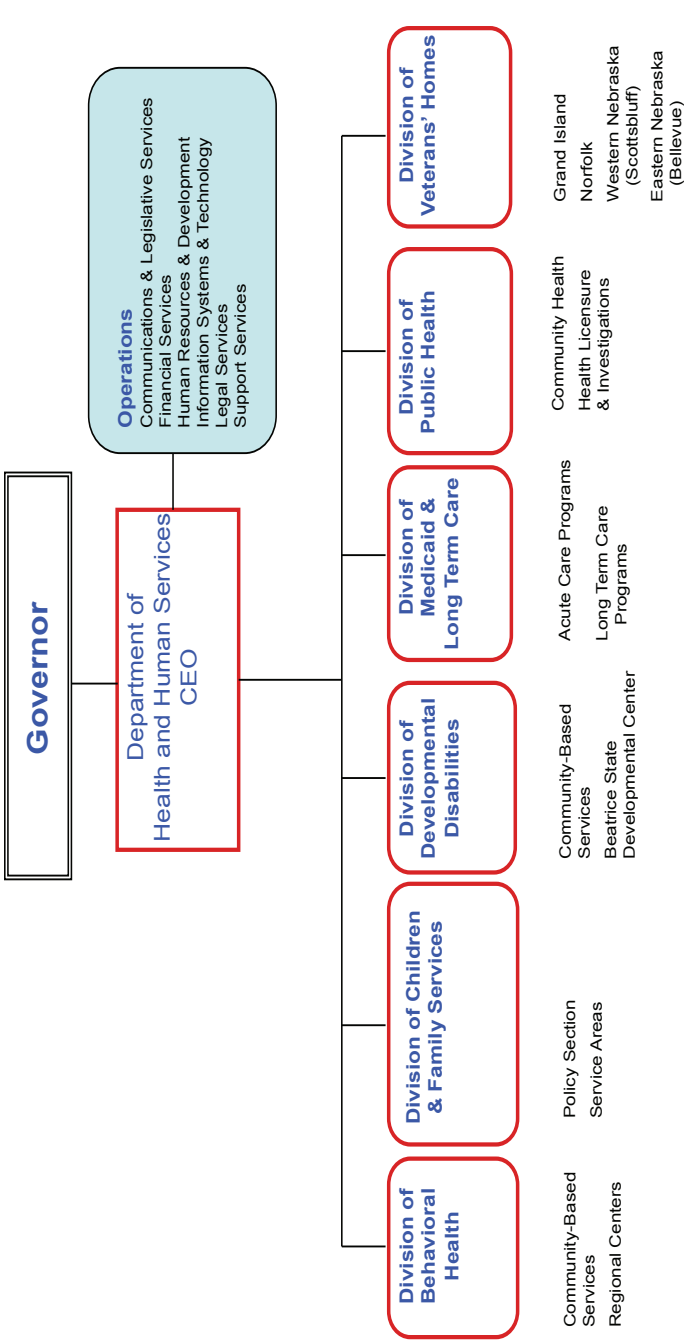 Governor
Department of
Health and Human Services
CEO
Operations
Communications & Legislative Services
Financial Services
Human Resources & Development
Information Systems & Technology
Legal Services
Support Services
Division of
Behavioral
Health
Community-Based
Services
Regional Centers
Division of Children
& Family Services
Policy Section
Service Areas
Division of
Developmental
Disabilities
Community-Based
Services
Beatrice State
Developmental Center
Division of
Medicaid &
Long Term Care
Acute Care Programs
Long Term Care
Programs
Division of
Public Health
Community Health
Health Licensure
& Investigations
Division of
Veterans’ Homes
Grand Island
Norfolk
Western Nebraska
(Scottsbluff)
Eastern Nebraska
(Bellevue)